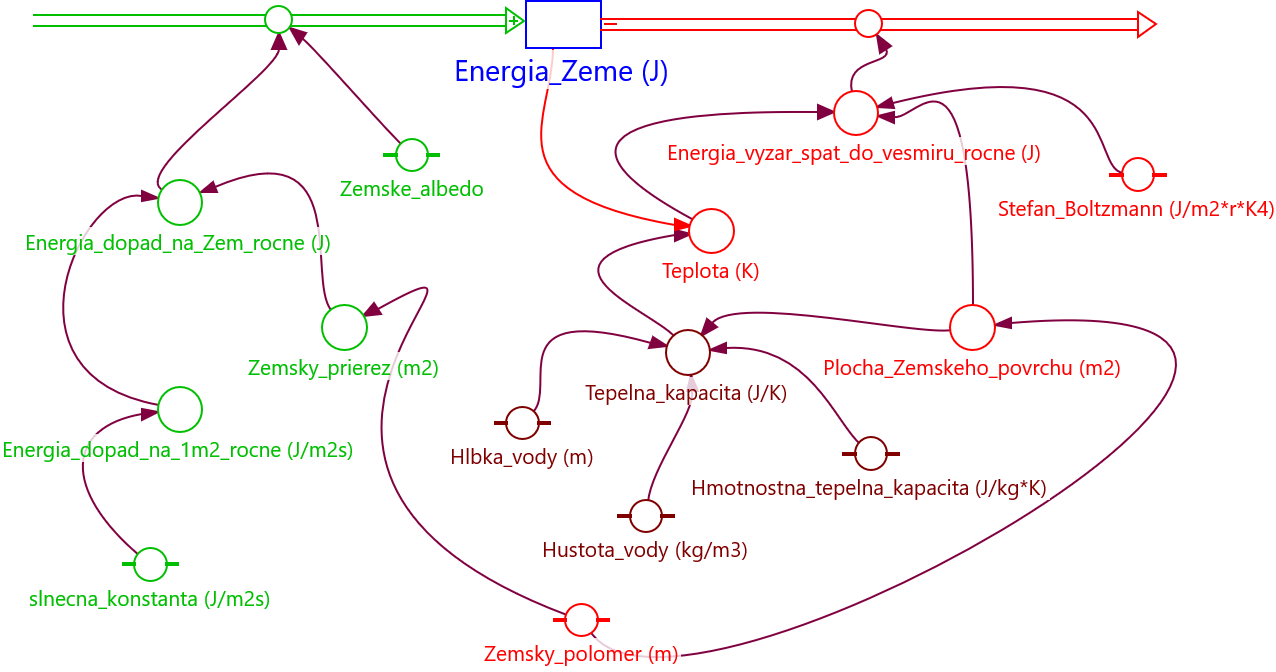 Energia_Zeme (J)
Energia_vyzar_spat_do_vesmiru_rocne (J)
Zemske_albedo
Stefan_Boltzmann (J/m2*r*K4)
Energia_dopad_na_Zem_rocne (J)
Teplota (K)
Zemsky_prierez (m2)
Plocha_Zemskeho_povrchu (m2)
Tepelna_kapacita (J/K)
Energia_dopad_na_1m2_rocne (J/m2s)
Hlbka_vody (m)
Hmotnostna_tepelna_kapacita (J/kg*K)
Hustota_vody (kg/m3)
slnecna_konstanta (J/m2s)
Zemsky_polomer (m)